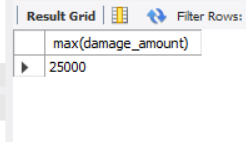 Result Grid Filter Rows:
max(damage_amount)
25000